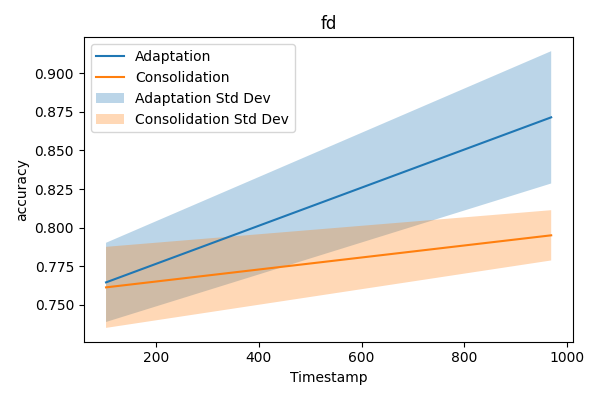 fd
Adaptation
Consolidation
Adaptation Std Dev
Consolidation Std Dev
accuracy
0.900
0.875
0.850
0.825
0.800
0.775
0.750
200 400 600 800 1000
Timestamp